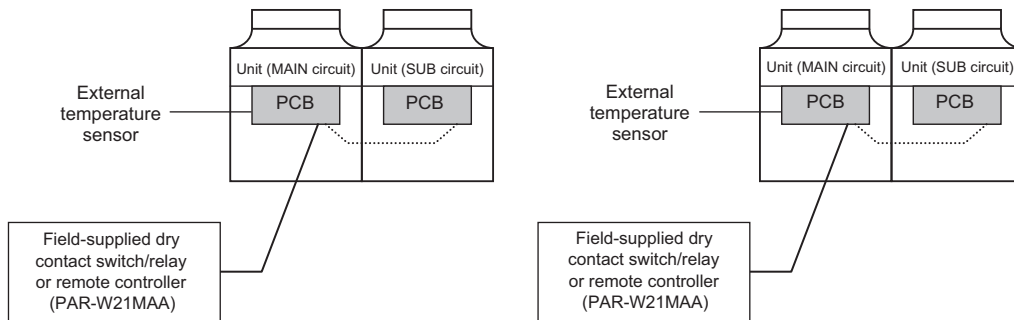 Unit (MAIN circuit)
Unit (SUB circuit)
PCB
PCB
External
temperature
sensor
Field-supplied dry
contact switch/relay
or remote controller
(PAR-W21MAA)
Unit (MAIN circuit)
Unit (SUB circuit)
PCB
PCB
External
temperature
sensor
Field-supplied dry
contact switch/relay
or remote controller
(PAR-W21MAA)